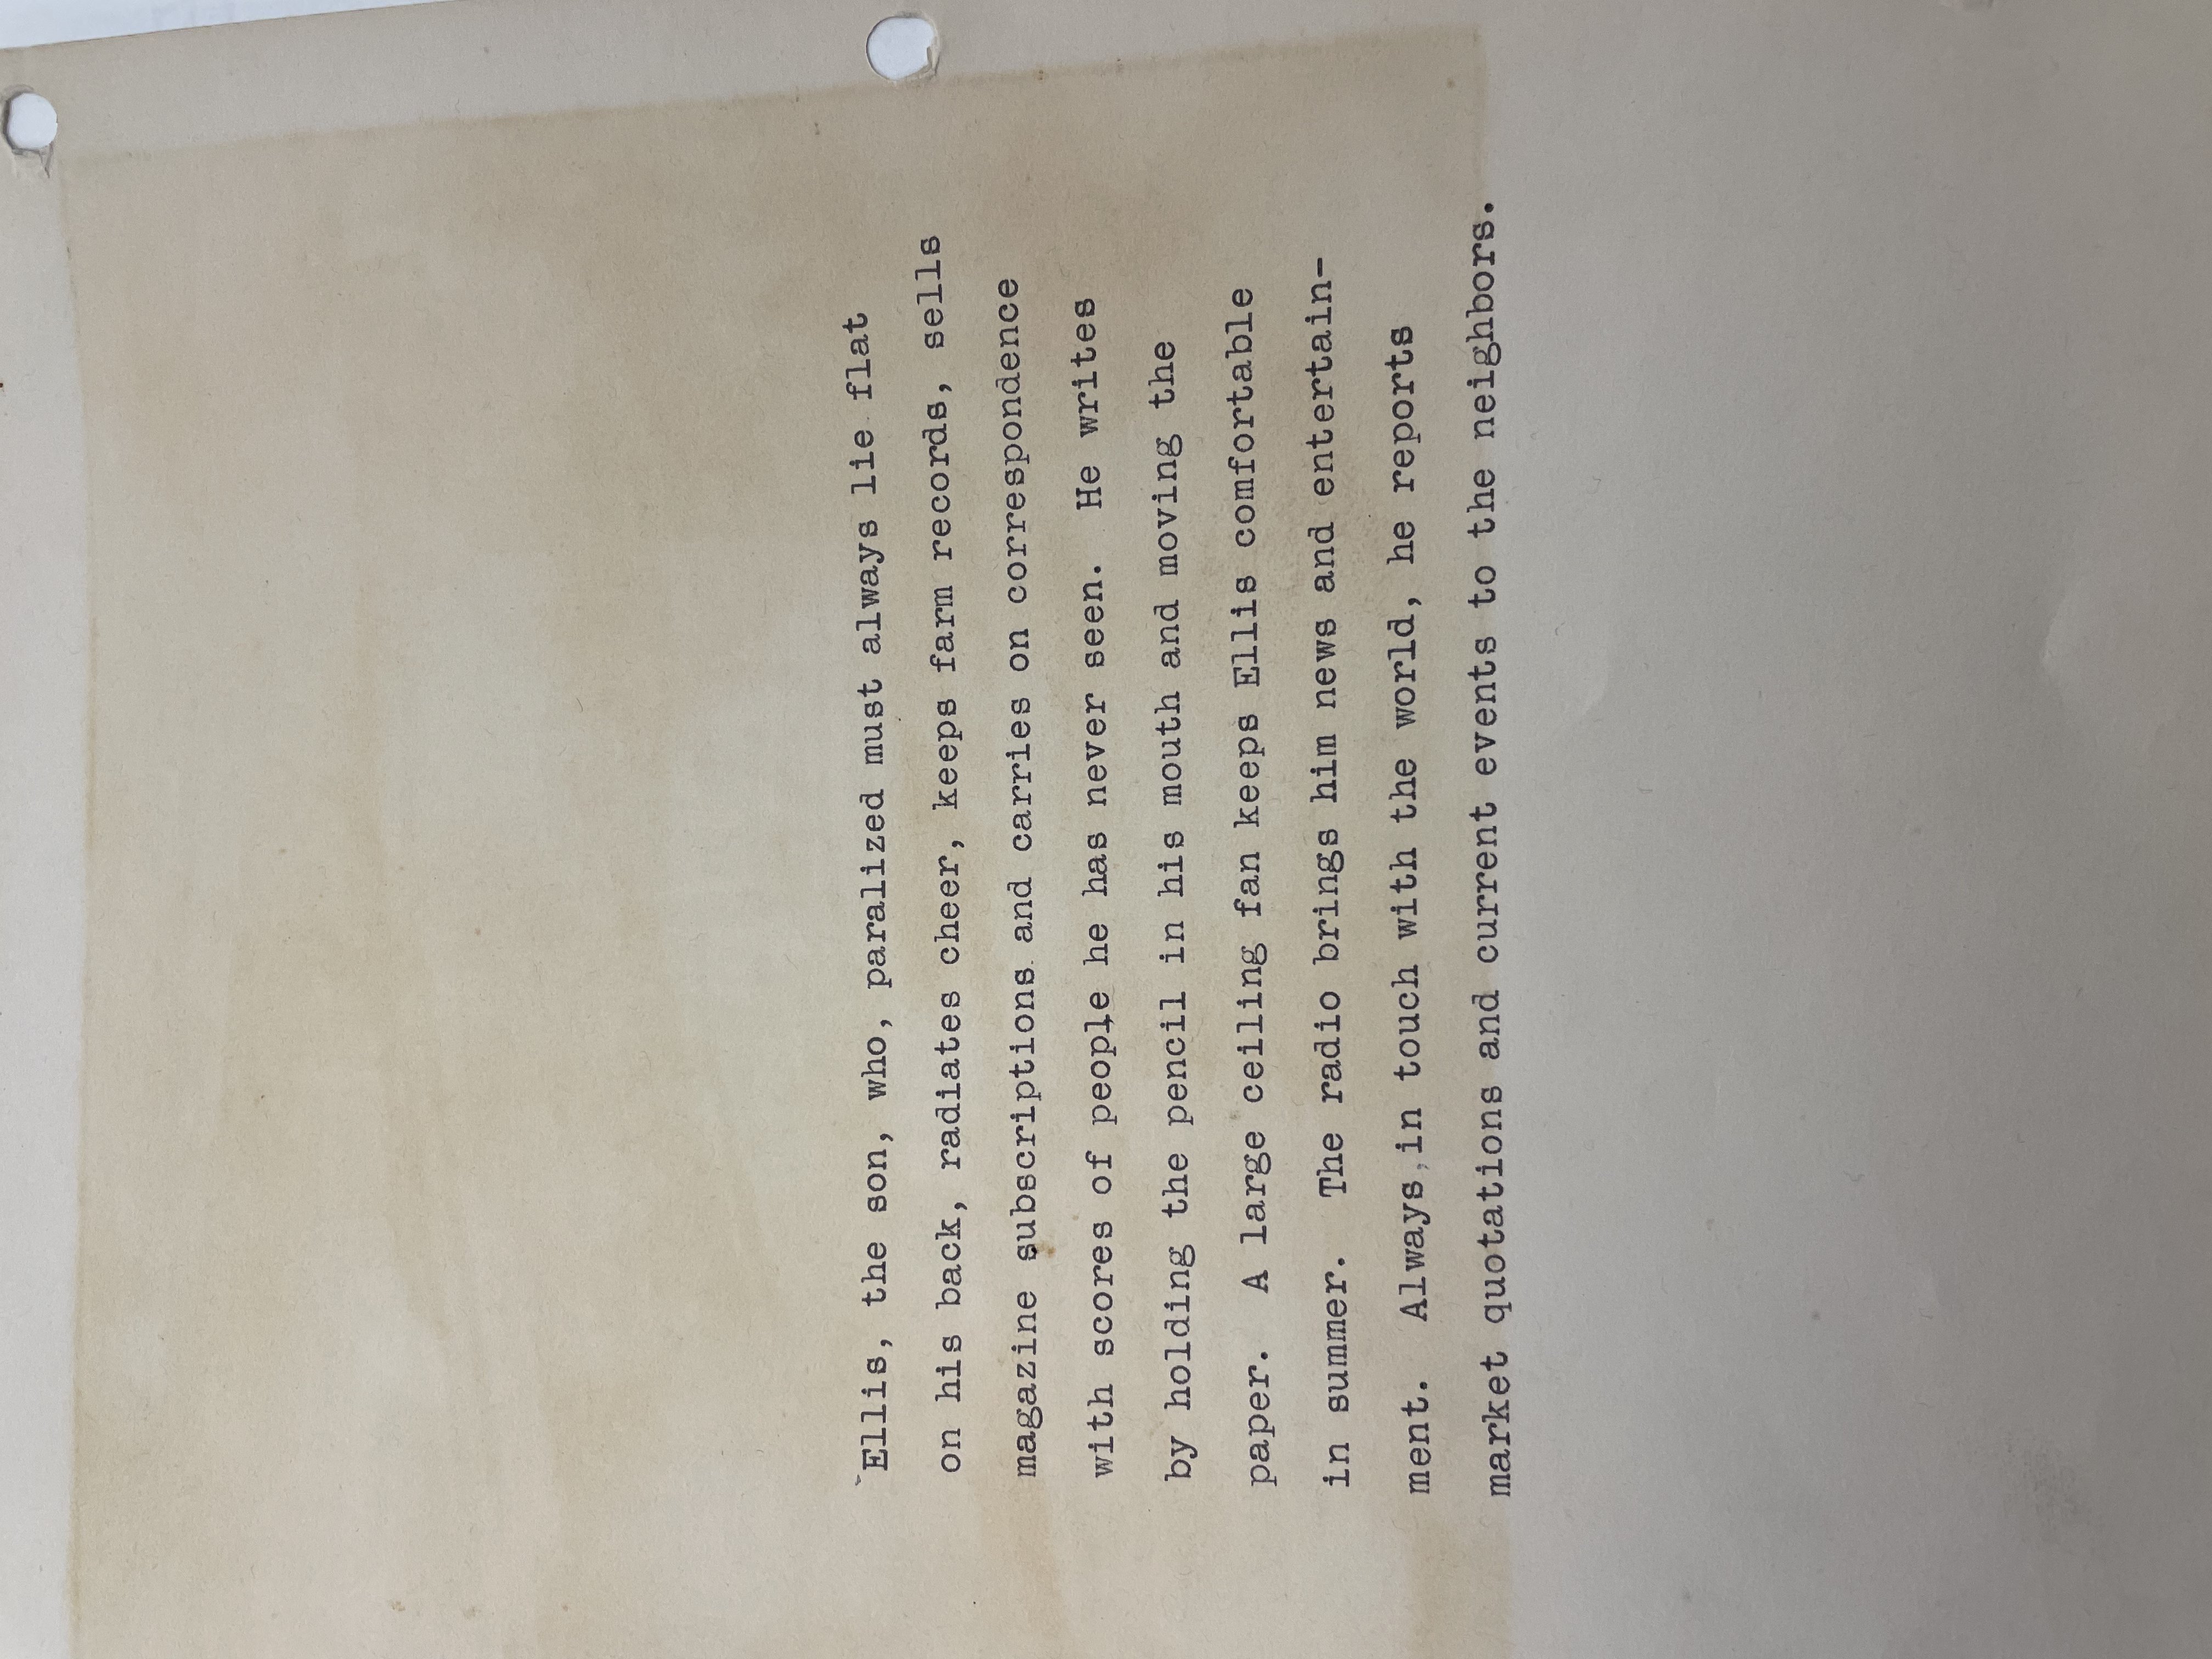 Ellis, the son, who, paralized must always lie flat
on his back, radiates cheer, keeps farm records, sells
magazine subscriptions and carries on correspondence
with scores of people he has never seen.  He writes
by holding the pencil in his mouth and moving the
paper.  A large ceiling fan keeps Ellis comfortable
in summer.  The radio brings him news and entertain-
ment.  Always in touch with the world, he reports
market quotations and current events to the neighbors.